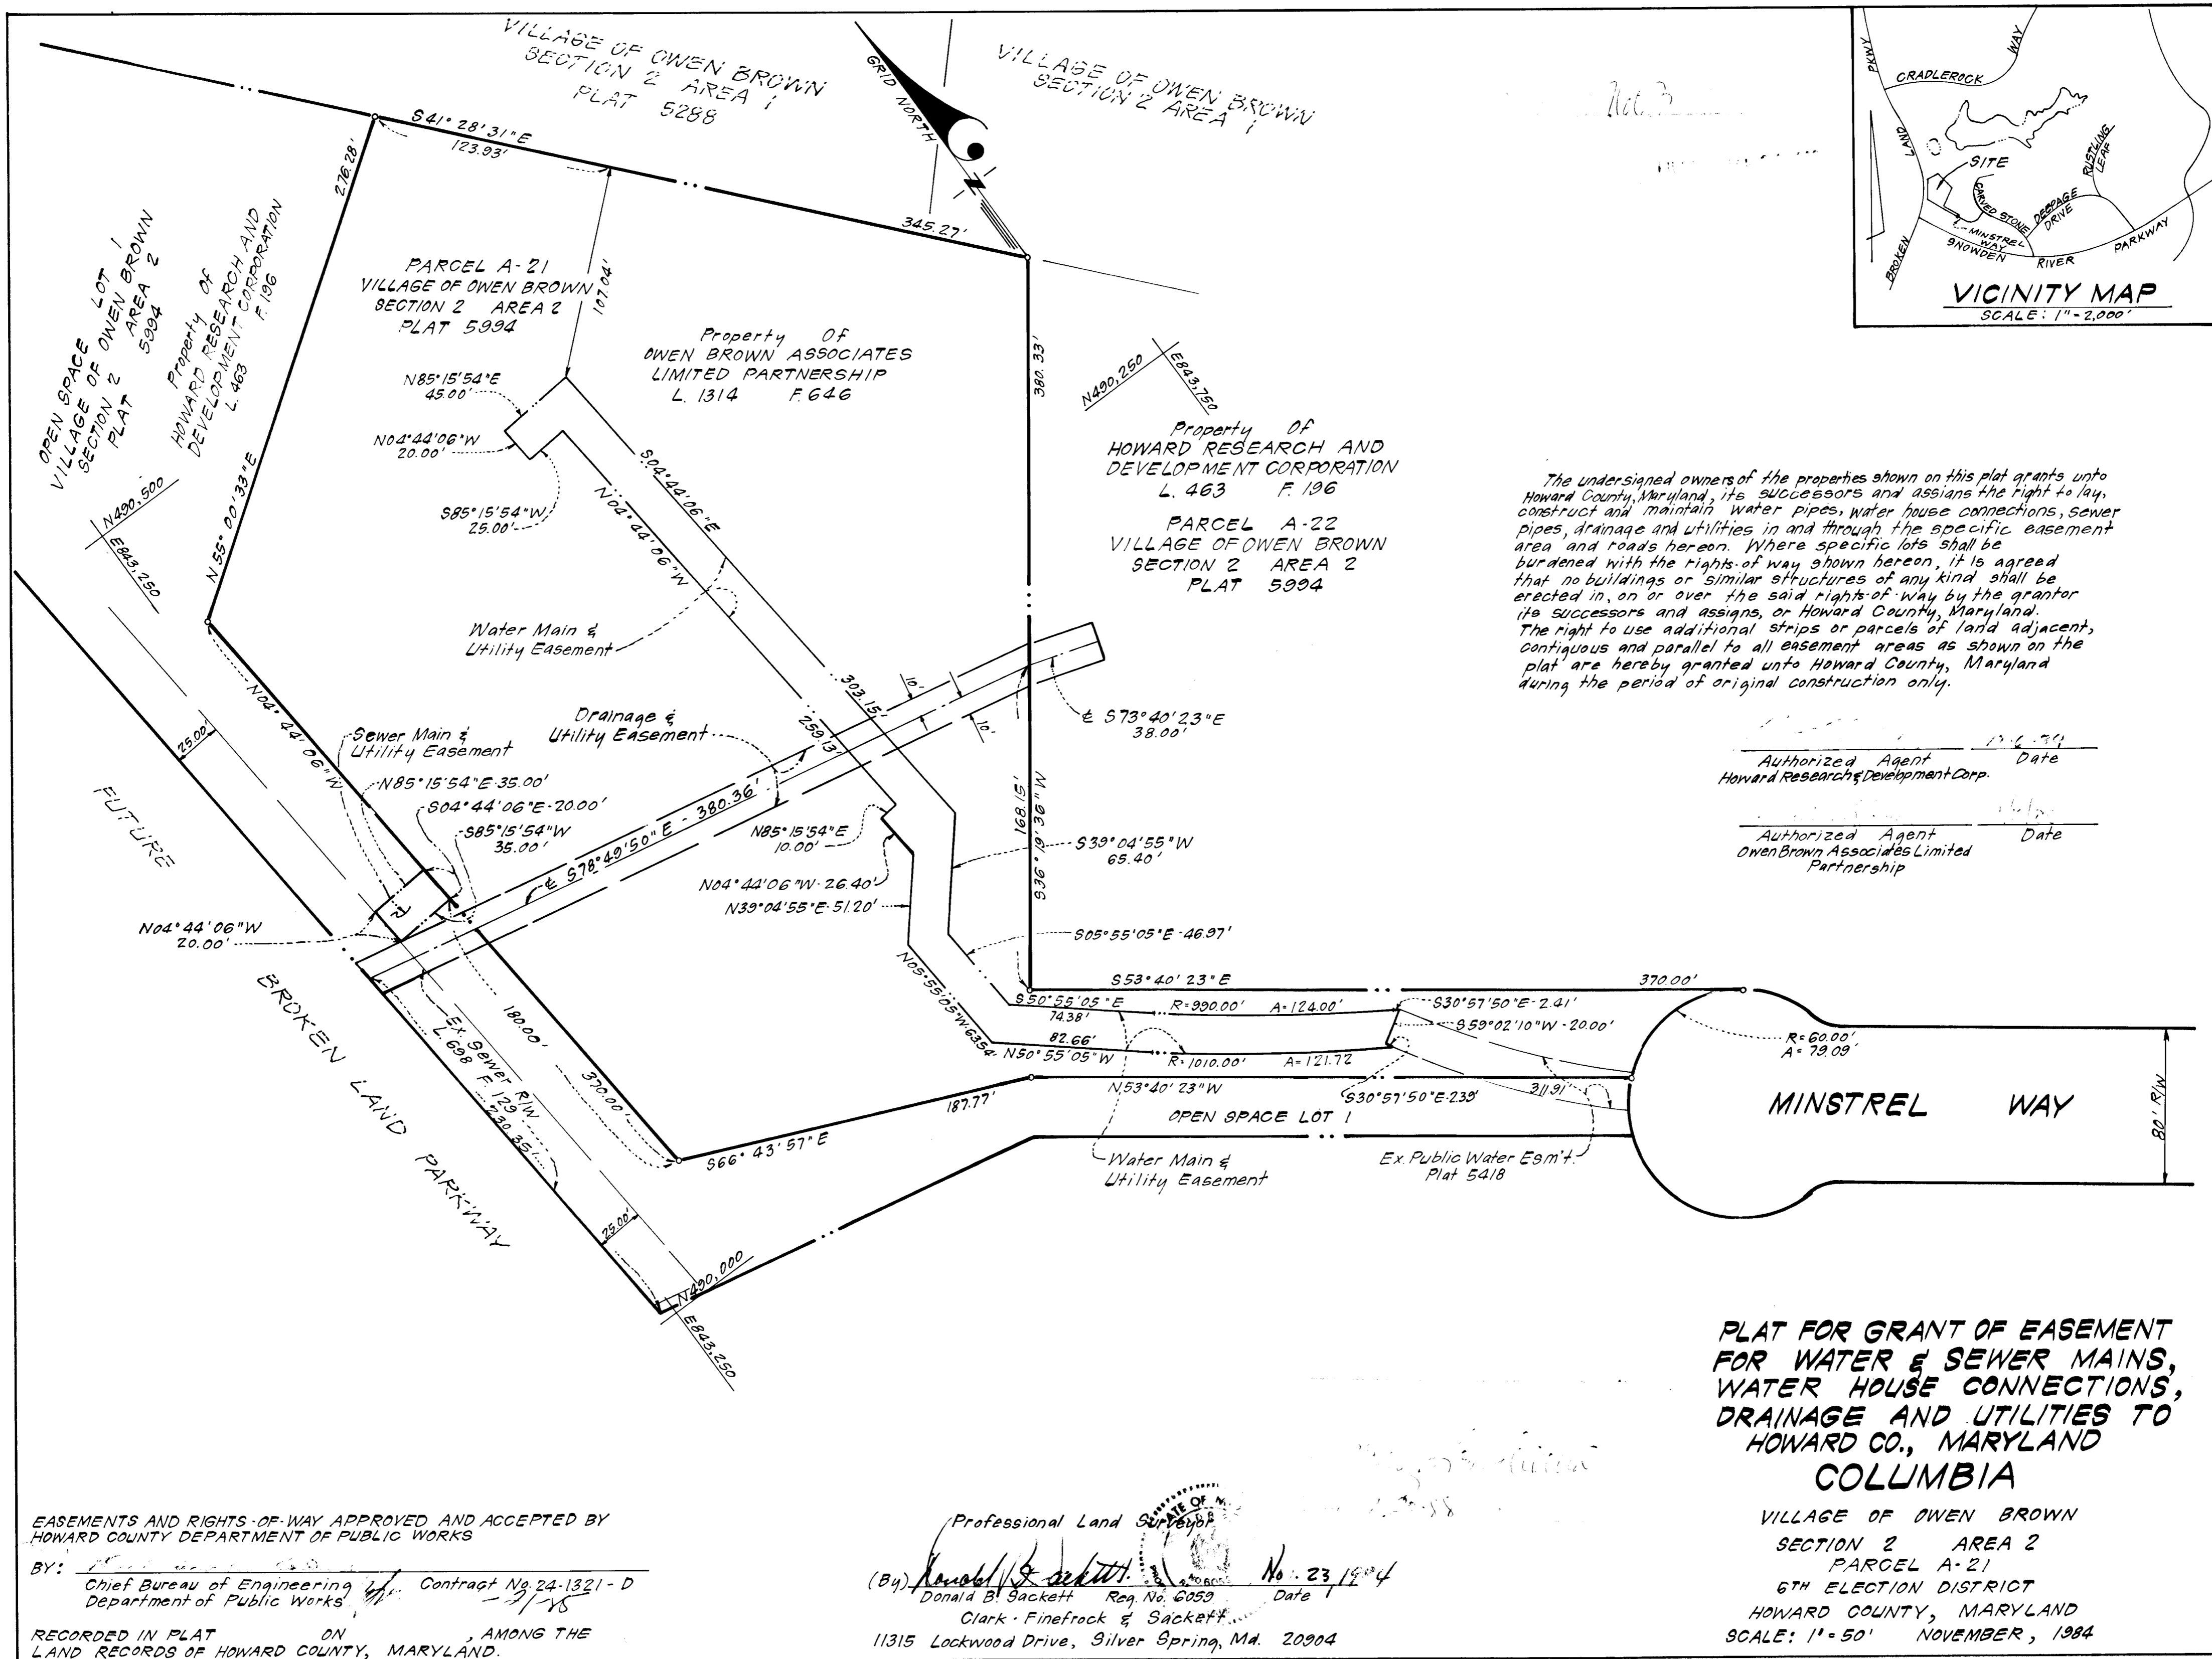 VILLAGE OF OWEN BROWN
SECTION 2 AREA 1
PLAT 5288
GRID NORTH
N
VILLAGE OF OWEN BROWN
SECTION 2 AREA 1
PKWY
WAY
CRADLEROCK
LAND
SITE
RUSTLING
LEAF
CARVED STONE
DEEPAGE
DRIVE
MINSTREL
WAY
SNOWDEN
RIVER
PARKWAY
BROKEN
VICINITY MAP
SCALE: 1"=2,000'
S41°28'31"E
123.93'
345.27'
276.28'
N55°00'33"E
OPEN SPACE LOT 1
VILLAGE OF OWEN BROWN
SECTION 2 AREA 2
PLAT 5994
Property of
HOWARD RESEARCH AND
DEVELOPMENT CORPORATION
L. 463 F. 196
N490,500
E843,250
PARCEL A-21
VILLAGE OF OWEN BROWN
SECTION 2 AREA 2
PLAT 5994
107.04'
Property Of
OWEN BROWN ASSOCIATES
LIMITED PARTNERSHIP
L. 1314 F. 646
380.33'
N490,250
E843,750
N85°15'54"E
45.00'
N04°44'06"W
20.00'
S85°15'54"W
25.00'
S04°44'06"E
N04°44'06"W
Property Of
HOWARD RESEARCH AND
DEVELOPMENT CORPORATION
L. 463 F. 196
PARCEL A-22
VILLAGE OF OWEN BROWN
SECTION 2 AREA 2
PLAT 5994
The undersigned owners of the properties shown on this plat grants unto
Howard County, Maryland, its successors and assigns the right to lay,
construct and maintain water pipes, water house connections, sewer
pipes, drainage and utilities in and through the specific easement
area and roads hereon. Where specific lots shall be
burdened with the rights-of way shown hereon, it is agreed
that no buildings or similar structures of any kind shall be
erected in, on or over the said rights-of-way by the grantor
its successors and assigns, or Howard County, Maryland.
The right to use additional strips or parcels of land adjacent,
contiguous and parallel to all easement areas as shown on the
plat are hereby granted unto Howard County, Maryland
during the period of original construction only.
Authorized Agent Date
Howard Research & Development Corp.
Authorized Agent Date
Owen Brown Associates Limited
Partnership
Water Main &
Utility Easement
303.15'
259.13'
10'
10'
℄ S73°40'23"E
38.00'
N04°44'06"W
25.00'
Sewer Main &
Utility Easement
Drainage &
Utility Easement
N85°15'54"E-35.00'
S04°44'06"E-20.00'
S85°15'54"W
35.00'
℄ S78°49'50"E - 380.36'
N85°15'54"E
10.00'
168.15'
S36°19'36"W
S39°04'55"W
65.40'
N04°44'06"W-26.40'
N39°04'55"E-51.20'
N04°44'06"W
20.00'
S05°55'05"E-46.97'
N05°55'05"W-63.54'
FUTURE
BROKEN LAND PARKWAY
Ex. Sewer R/W
L. 698 F. 129
230.35'
25.00'
180.00'
370.00'
N490,000
E843,250
S66°43'57"E
187.77'
S53°40'23"E
370.00'
S50°55'05"E
74.38'
R=990.00' A=124.00'
S30°57'50"E-2.41'
S59°02'10"W-20.00'
82.66'
N50°55'05"W
R=1010.00' A=121.72
S30°57'50"E-2.39'
N53°40'23"W
311.91'
OPEN SPACE LOT 1
R=60.00'
A=79.09'
MINSTREL WAY
80' R/W
Water Main &
Utility Easement
Ex. Public Water Esm't.
Plat 5418
PLAT FOR GRANT OF EASEMENT
FOR WATER & SEWER MAINS,
WATER HOUSE CONNECTIONS,
DRAINAGE AND UTILITIES TO
HOWARD CO., MARYLAND
COLUMBIA
VILLAGE OF OWEN BROWN
SECTION 2 AREA 2
PARCEL A-21
6TH ELECTION DISTRICT
HOWARD COUNTY, MARYLAND
SCALE: 1"=50' NOVEMBER, 1984
EASEMENTS AND RIGHTS-OF-WAY APPROVED AND ACCEPTED BY
HOWARD COUNTY DEPARTMENT OF PUBLIC WORKS
BY:
Chief Bureau of Engineering Contract No. 24-1321-D
Department of Public Works
RECORDED IN PLAT ON , AMONG THE
LAND RECORDS OF HOWARD COUNTY, MARYLAND.
Professional Land Surveyor
(By)
Donald B. Sackett Reg. No. 6059 Date
Clark · Finefrock & Sackett
11315 Lockwood Drive, Silver Spring, Md. 20904